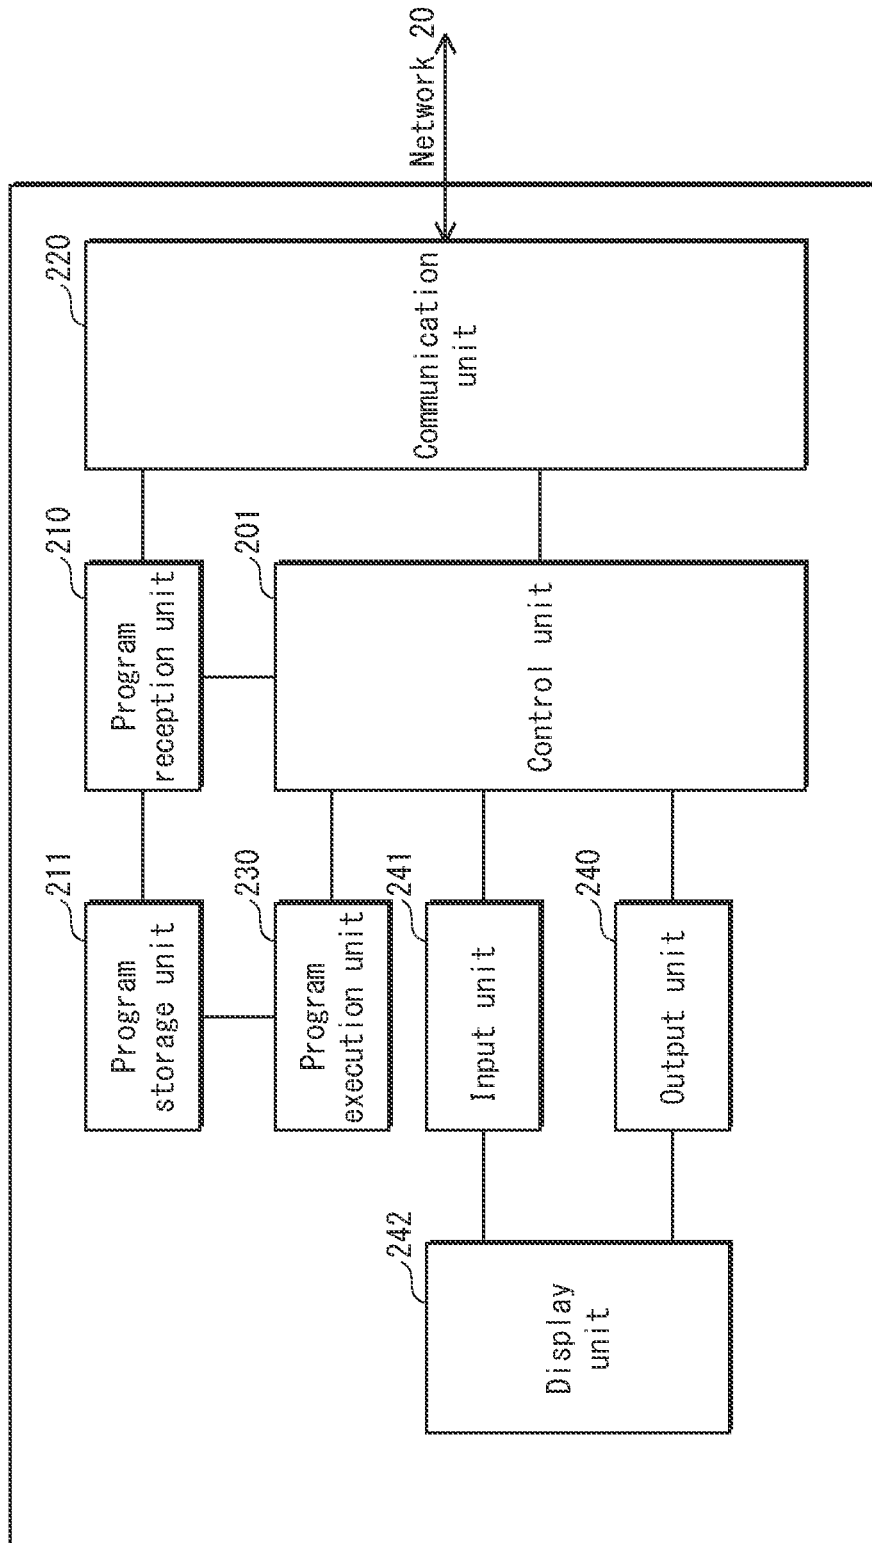 242
Display
unit
211
Program
storage unit
230
Program
execution unit
241
Input unit
240
Output unit
210
Program
reception unit
201
Control unit
220
Communication
unit
Network 20